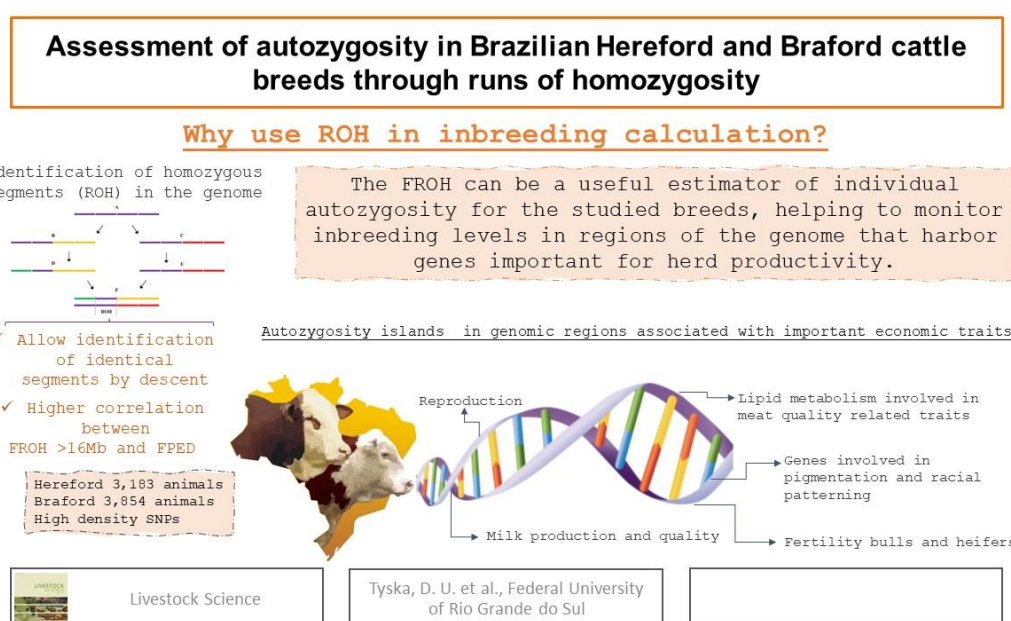 Assessment of autozygosity in Brazilian Hereford and Braford cattle
breeds through runs of homozygosity
Why use ROH in inbreeding calculation?
dentification of homozygous
egments (ROH) in the genome
A
B
C
D
E
F
ROH
✓ Allow identification
of identical
segments by descent
✓ Higher correlation
between
FROH >16Mb and FPED
Hereford 3,183 animals
Braford 3,854 animals
High density SNPs
The FROH can be a useful estimator of individual
autozygosity for the studied breeds, helping to monitor
inbreeding levels in regions of the genome that harbor
genes important for herd productivity.
Autozygosity islands in genomic regions associated with important economic traits
Reproduction
Lipid metabolism involved in
meat quality related traits
Genes involved in
pigmentation and racial
patterning
Milk production and quality
Fertility bulls and heifers
LIVESTOCK
Livestock Science
Tyska, D. U. et al., Federal University
of Rio Grande do Sul